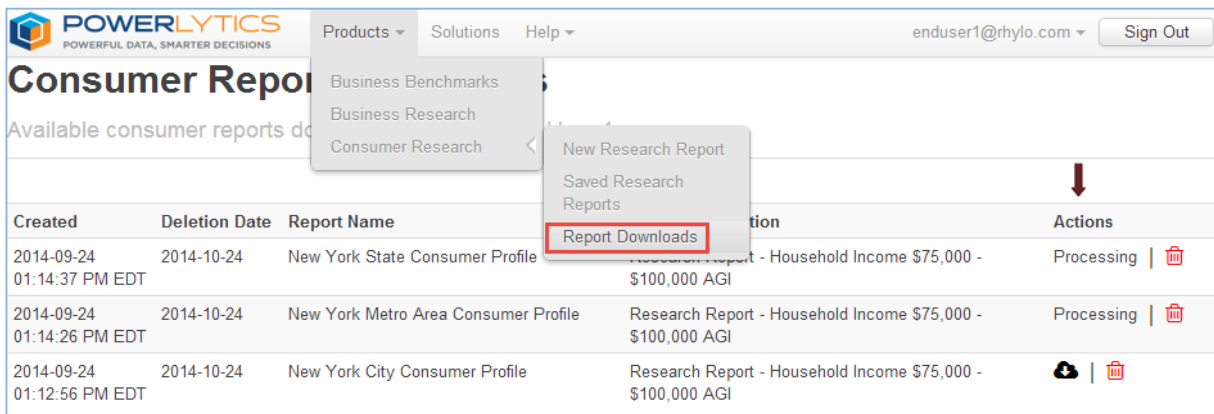 POWERLYTICS
POWERFUL DATA, SMARTER DECISIONS
Products
Solutions
Help
enduser1@rhylo.com
Sign Out
Consumer Repor
Business Benchmarks
Business Research
Consumer Research
Available consumer reports do
New Research Report
Saved Research
Reports
Report Downloads
Created Deletion Date Report Name tion Actions
2014-09-24 2014-10-24 New York State Consumer Profile Research Report - Household Income $75,000 - Processing |
01:14:37 PM EDT $100,000 AGI
2014-09-24 2014-10-24 New York Metro Area Consumer Profile Research Report - Household Income $75,000 - Processing |
01:14:26 PM EDT $100,000 AGI
2014-09-24 2014-10-24 New York City Consumer Profile Research Report - Household Income $75,000 - |
01:12:56 PM EDT $100,000 AGI